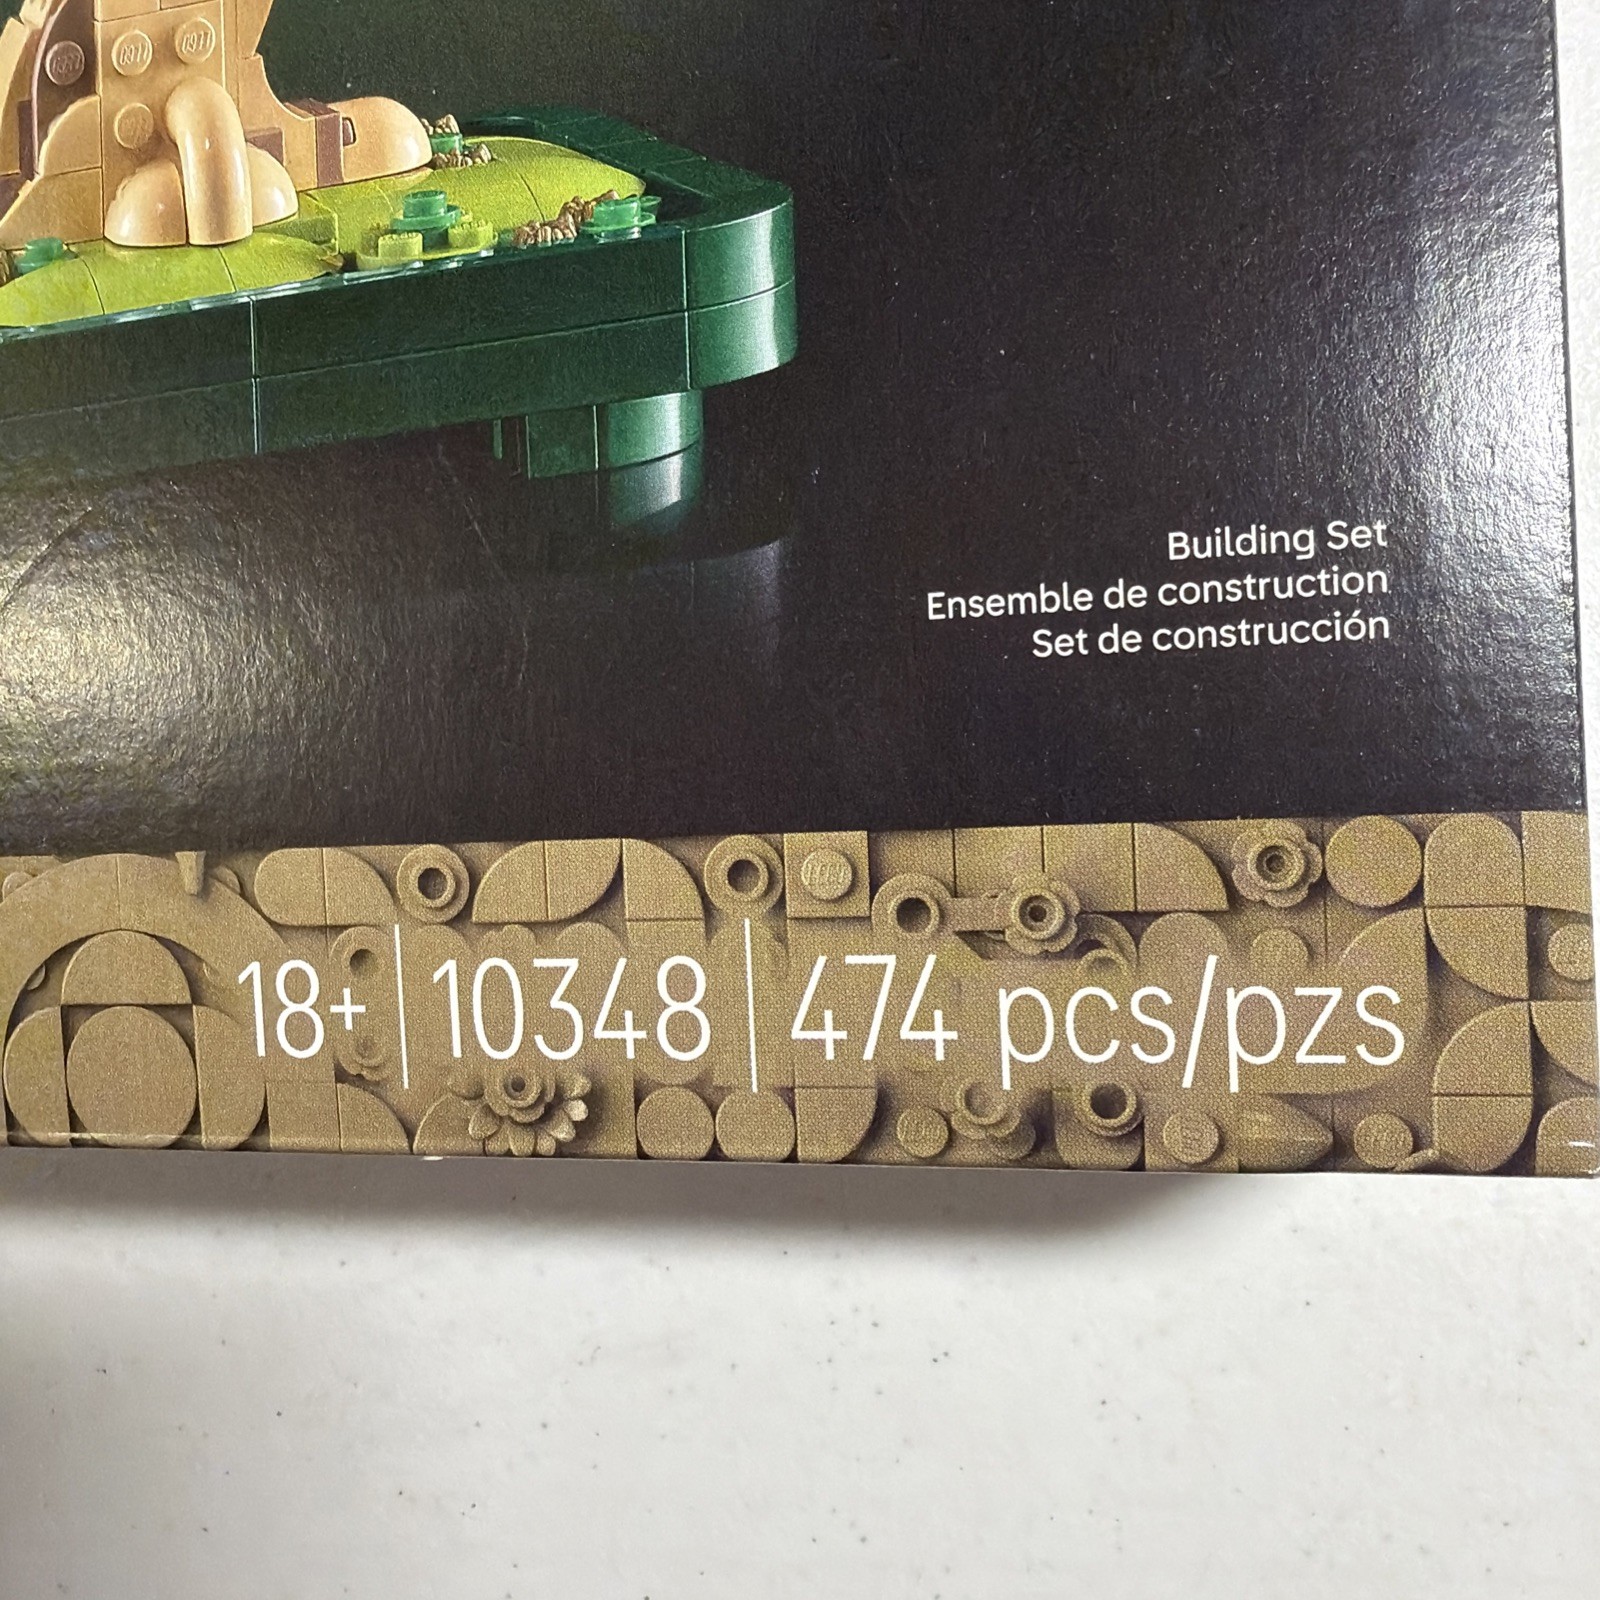 Building Set
Ensemble de construction
Set de construcción
18+ | 10348 | 474 pcs/pzs